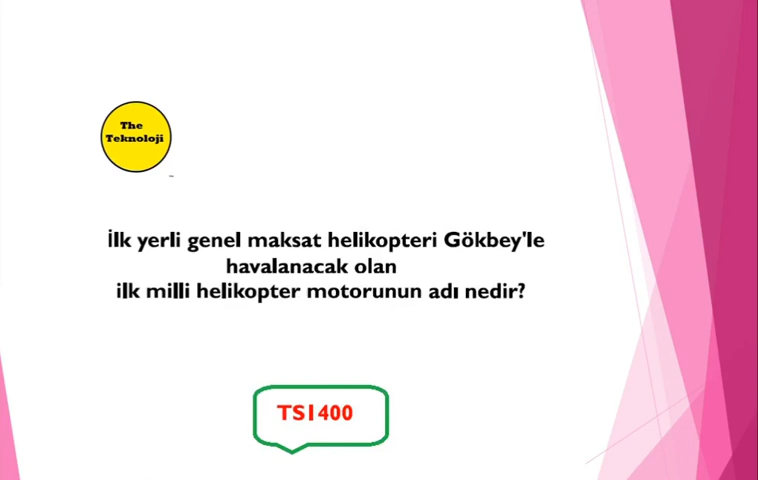 The
Teknoloji
İlk yerli genel maksat helikopteri Gökbey'le
havalanacak olan
ilk milli helikopter motorunun adı nedir?
TS1400